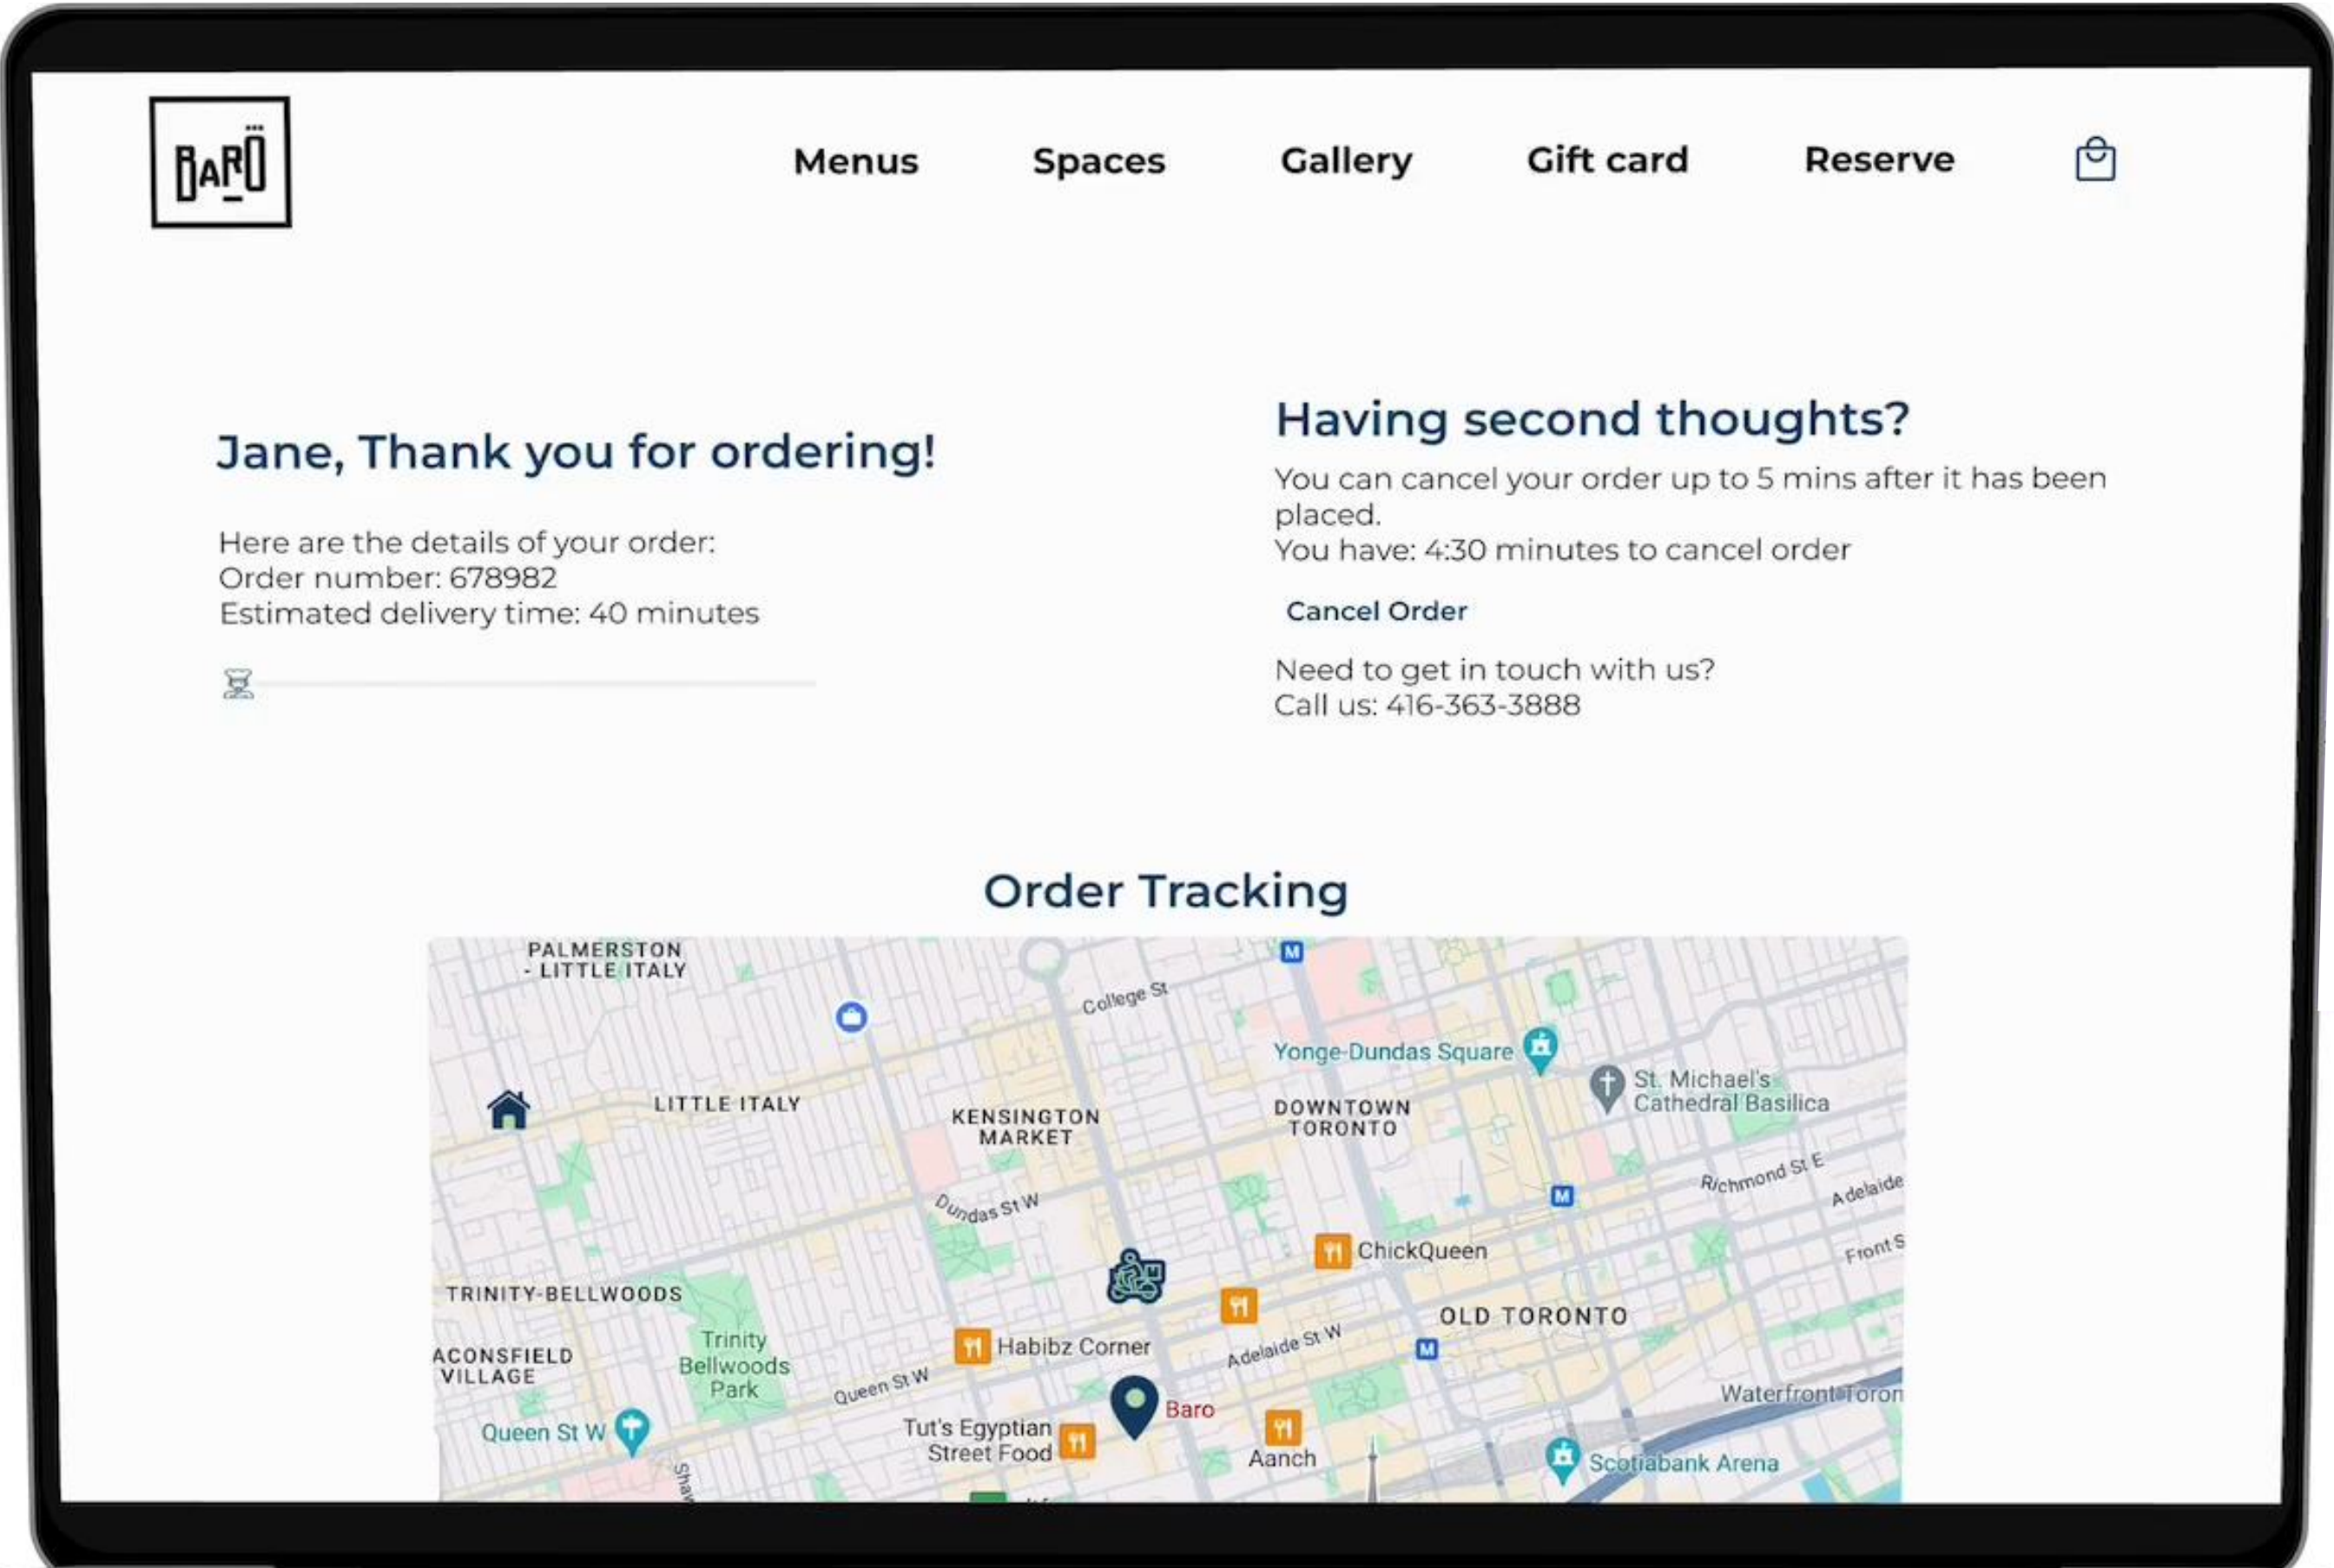 BARÖ
Menus
Spaces
Gallery
Gift card
Reserve
Jane, Thank you for ordering!
Here are the details of your order:
Order number: 678982
Estimated delivery time: 40 minutes
Having second thoughts?
You can cancel your order up to 5 mins after it has been
placed.
You have: 4:30 minutes to cancel order
Cancel Order
Need to get in touch with us?
Call us: 416-363-3888
Order Tracking
PALMERSTON
- LITTLE ITALY
M
College St
Yonge-Dundas Square
St. Michael's
Cathedral Basilica
LITTLE ITALY
KENSINGTON
MARKET
DOWNTOWN
TORONTO
Richmond St E
Adelaide
M
Dundas St W
Front S
ChickQueen
TRINITY-BELLWOODS
OLD TORONTO
Trinity
Bellwoods
Park
Habibz Corner
Adelaide St W
M
ACONSFIELD
VILLAGE
Queen St W
Waterfront Toron
Baro
Queen St W
Tut's Egyptian
Street Food
Aanch
Scotiabank Arena
Shaw